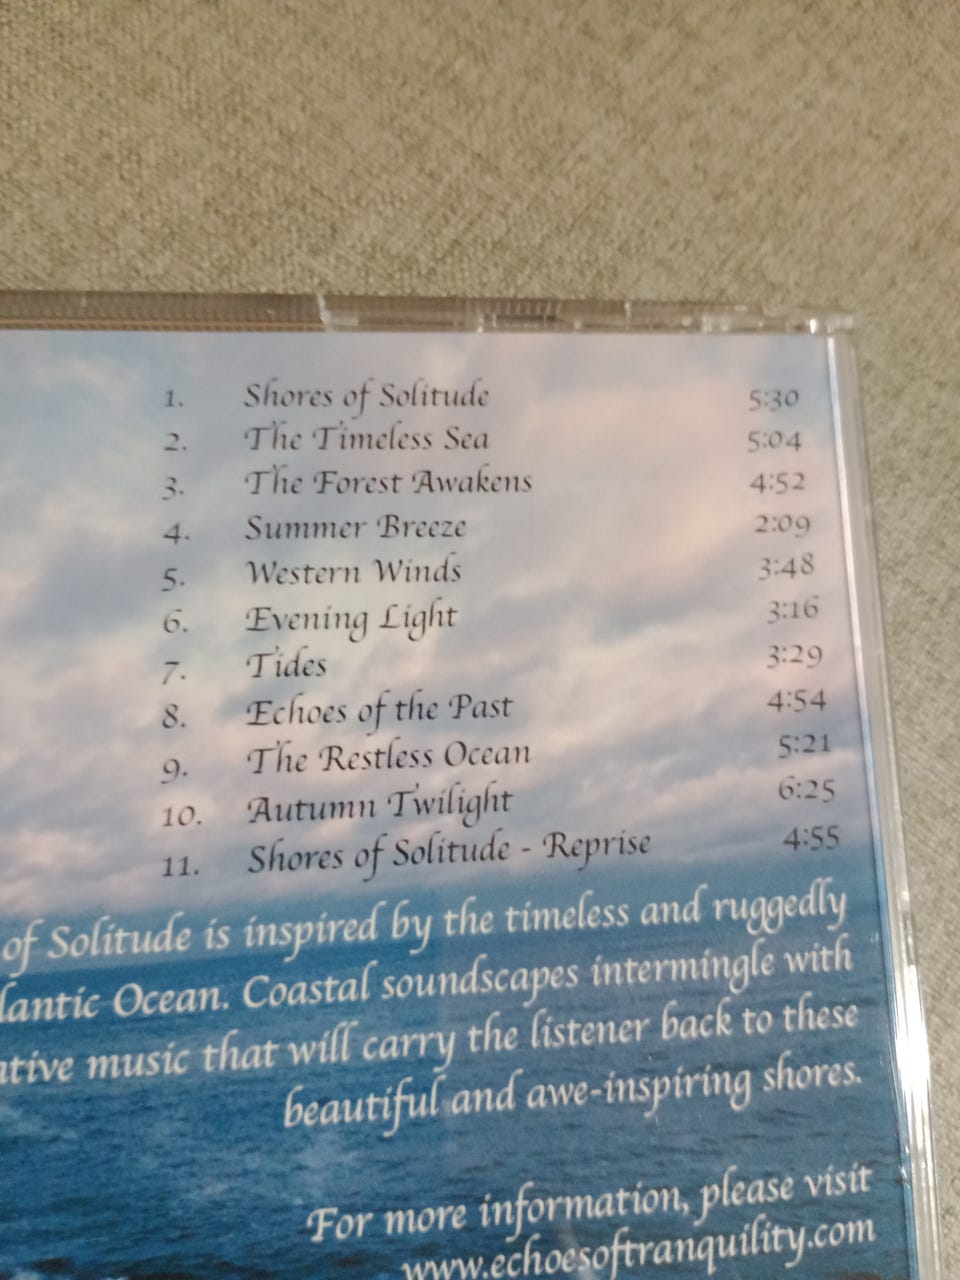 1. Shores of Solitude 5:30
2. The Timeless Sea 5:04
3. The Forest Awakens 4:52
4. Summer Breeze 2:09
5. Western Winds 3:48
6. Evening Light 3:16
7. Tides 3:29
8. Echoes of the Past 4:54
9. The Restless Ocean 5:21
10. Autumn Twilight 6:25
11. Shores of Solitude - Reprise 4:55
of Solitude is inspired by the timeless and ruggedly
lantic Ocean. Coastal soundscapes intermingle with
ative music that will carry the listener back to these
beautiful and awe-inspiring shores.
For more information, please visit
www.echoesoftranquility.com